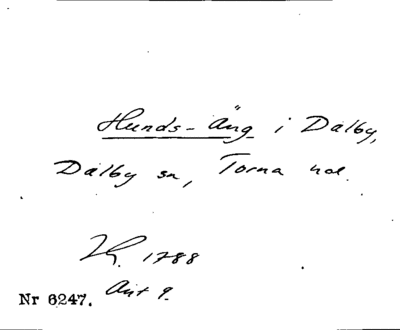 Hunds-äng i Dalby,
Dalby sn, Torna hd.
1788
Nr 6247. Akt 9.